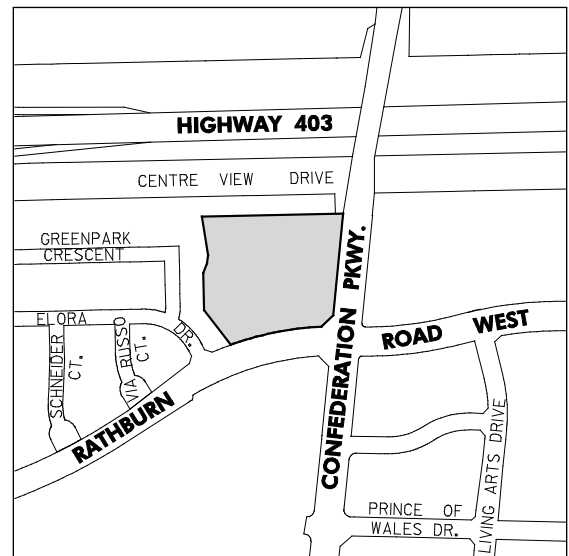 HIGHWAY 403
CENTRE VIEW DRIVE
GREENPARK
CRESCENT
ELORA
DR.
SCHNEIDER
CT.
VIA RUSSO
CT.
RATHBURN
ROAD WEST
CONFEDERATION PKWY.
LIVING ARTS DRIVE
PRINCE OF
WALES DR.